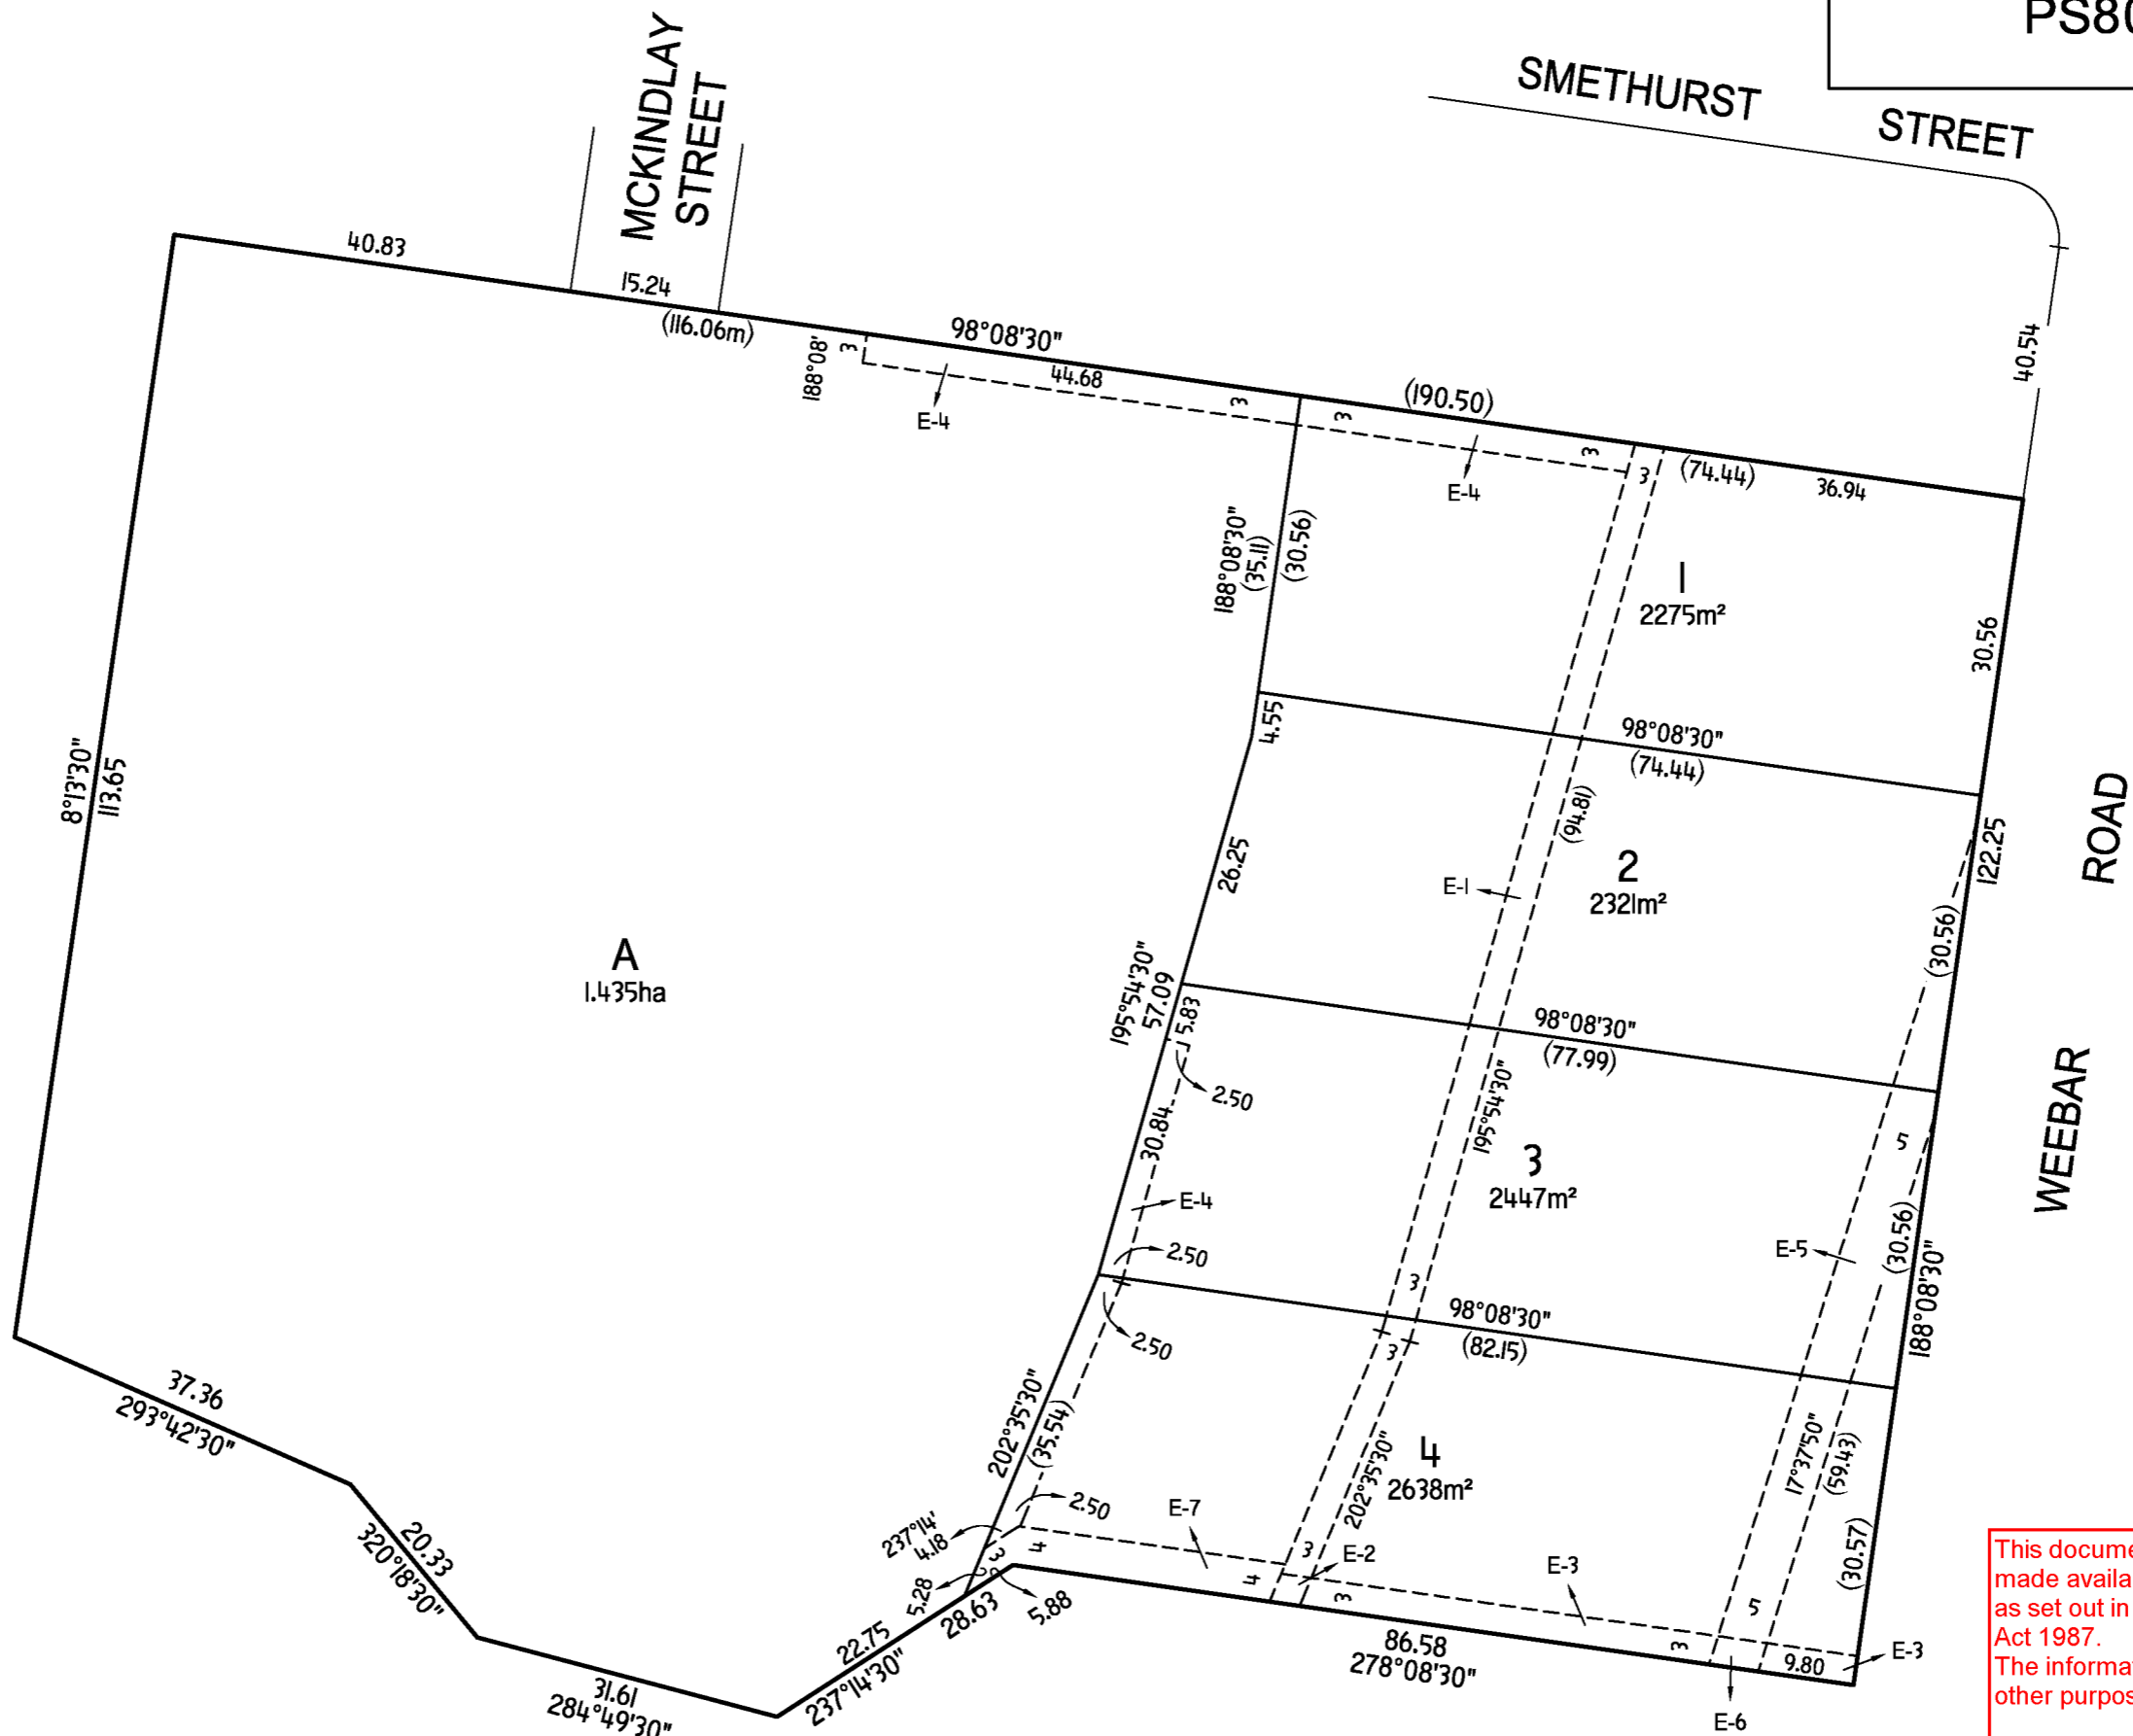 PS80
SMETHURST STREET
MCKINDLAY
STREET
40.83
15.24
(116.06m)
98°08'30"
188°08'
3
44.68
3
3
(190.50)
3
3
(74.44)
36.94
40.54
E-4
E-4
188°08'30"
(35.11)
(30.56)
1
2275m²
30.56
4.55
98°08'30"
(74.44)
122.25
ROAD
8°13'30"
113.65
26.25
(94.81)
E-1
2
2321m²
(30.56)
A
1.435ha
195°54'30"
57.09
5.83
98°08'30"
(77.99)
2.50
195°54'30"
WEEBAR
5
30.84
3
2447m²
E-4
(30.56)
E-5
2.50
3
188°08'30"
98°08'30"
(82.15)
3
2.50
37.36
293°42'30"
202°35'30"
(35.54)
202°35'30"
4
2638m²
17°37'50"
(59.43)
2.50
E-7
237°14'
4.18
3
4
3
E-2
E-3
(30.57)
20.33
320°18'30"
5.28
2
5.88
4
3
5
3
9.80
E-3
22.75
28.63
237°14'30"
86.58
278°08'30"
31.61
284°49'30"
E-6
This docume
made availa
as set out in
Act 1987.
The informa
other purpos